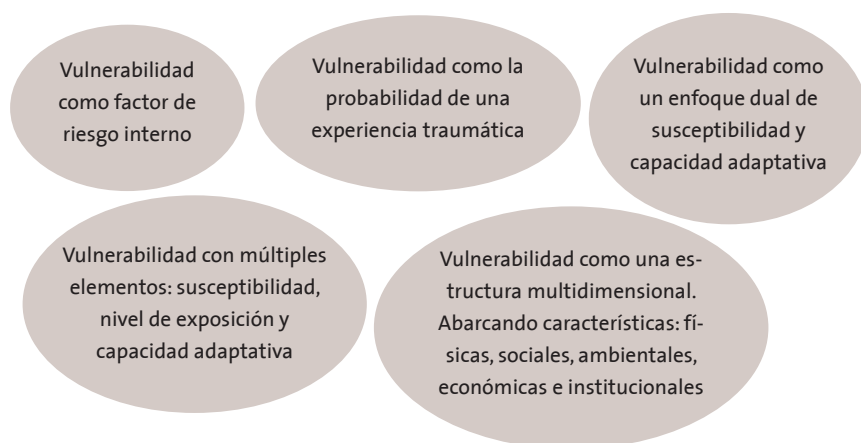 Vulnerabilidad
como factor de
riesgo interno
Vulnerabilidad como la
probabilidad de una
experiencia traumática
Vulnerabilidad como
un enfoque dual de
susceptibilidad y
capacidad adaptativa
Vulnerabilidad con múltiples
elementos: susceptibilidad,
nivel de exposición y
capacidad adaptativa
Vulnerabilidad como una es-
tructura multidimensional.
Abarcando características: fí-
sicas, sociales, ambientales,
económicas e institucionales